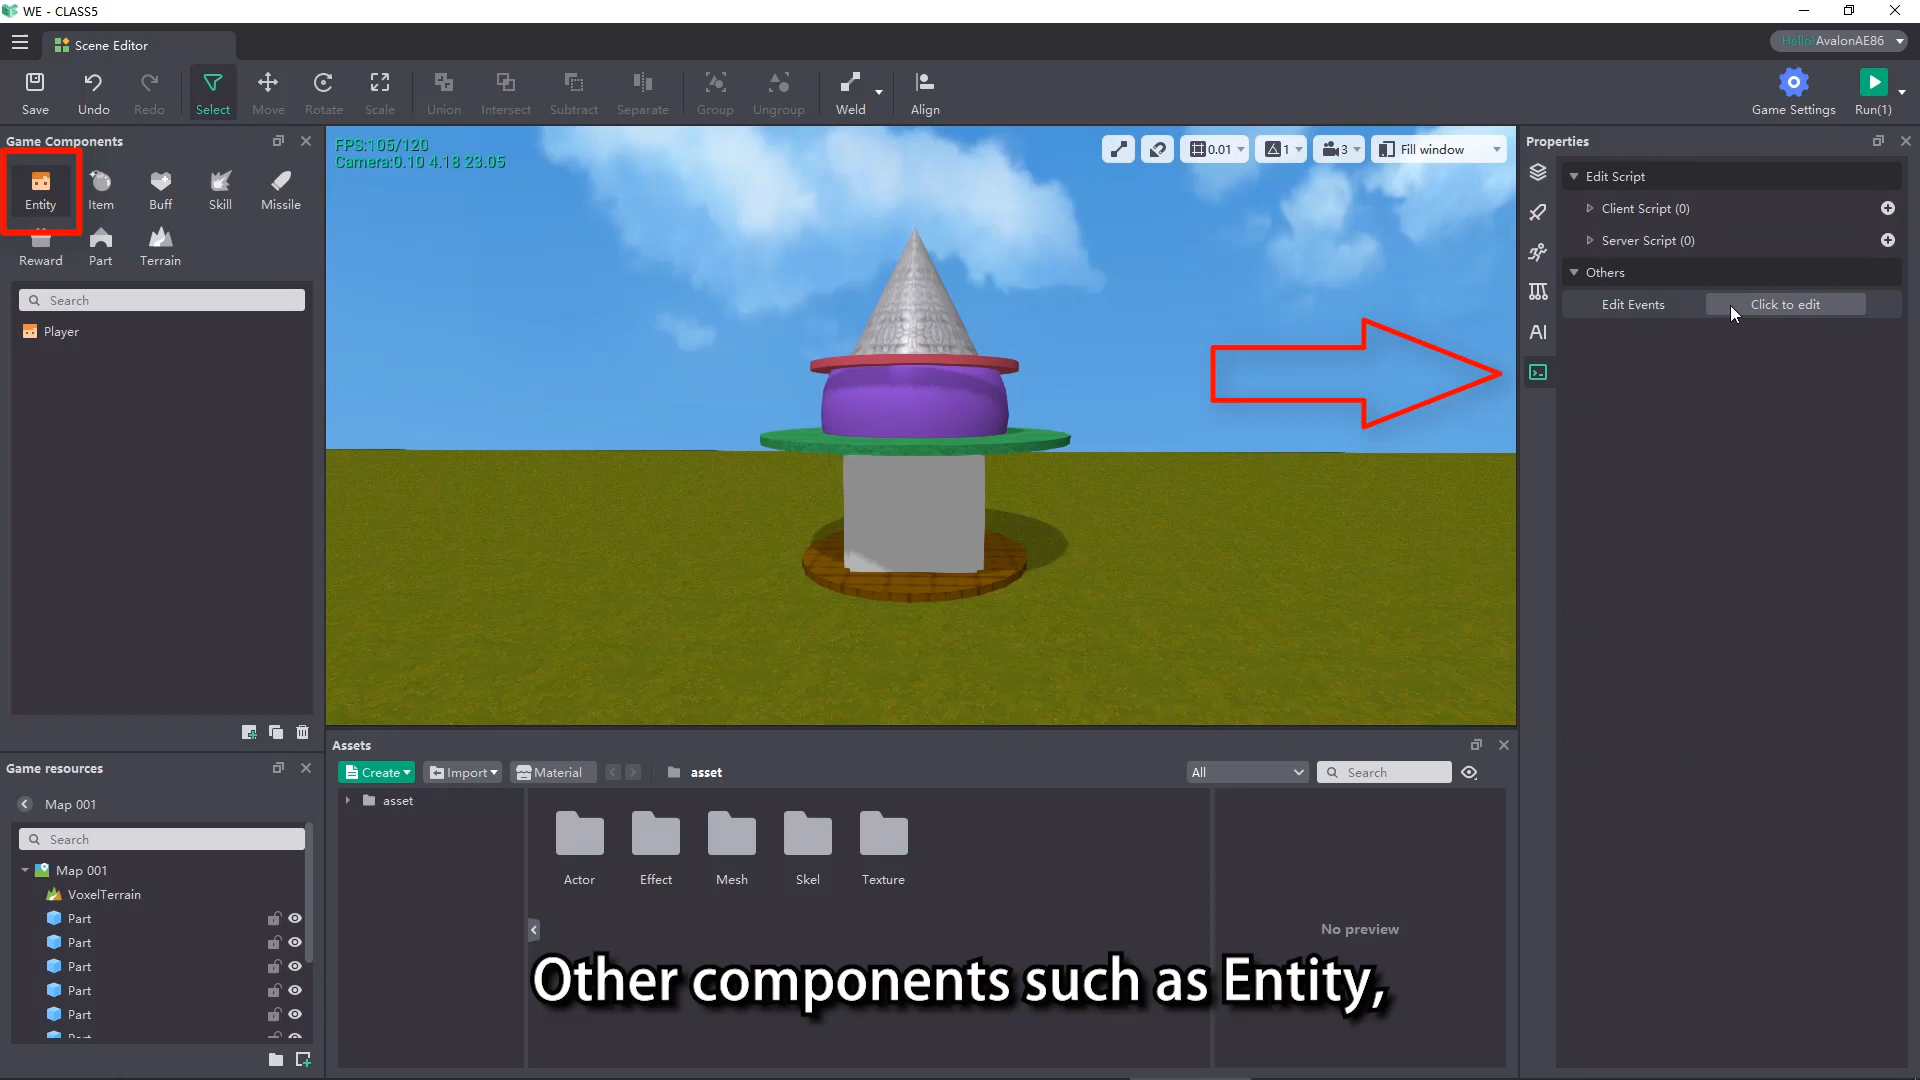 WE - CLASS5
Scene Editor
Hello! AvalonAE86
Save
Undo
Redo
Select
Move
Rotate
Scale
Union
Intersect
Subtract
Separate
Group
Ungroup
Weld
Align
Game Settings
Run(1)
Game Components
Entity
Item
Buff
Skill
Missile
Reward
Part
Terrain
Search
Player
FPS:105/120
Camera:0.10 4.18 23.05
0.01
1
3
Fill window
Properties
Edit Script
Client Script (0)
Server Script (0)
Others
Edit Events
Click to edit
AI
Game resources
Map 001
Search
Map 001
VoxelTerrain
Part
Part
Part
Part
Part
Part
Assets
Create
Import
Material
asset
All
Search
asset
Actor
Effect
Mesh
Skel
Texture
No preview
Other components such as Entity,